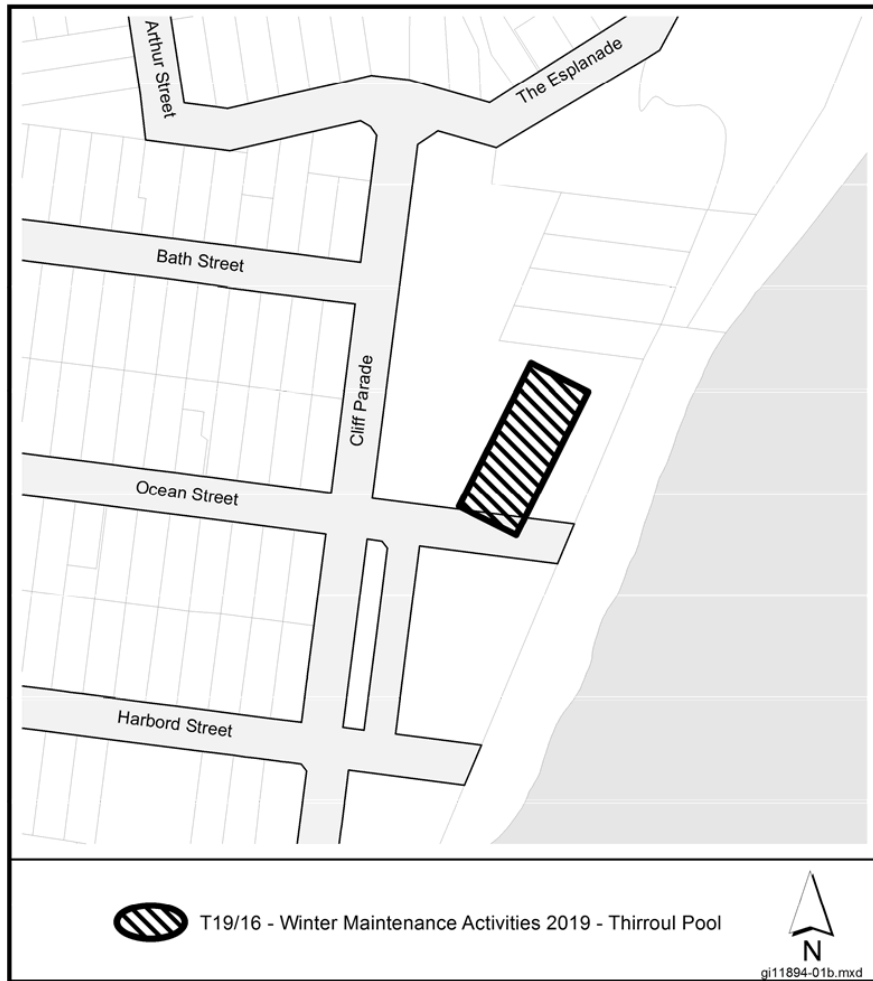 Arthur Street
The Esplanade
Bath Street
Cliff Parade
Ocean Street
Harbord Street
T19/16 - Winter Maintenance Activities 2019 - Thirroul Pool
N
gi11894-01b.mxd